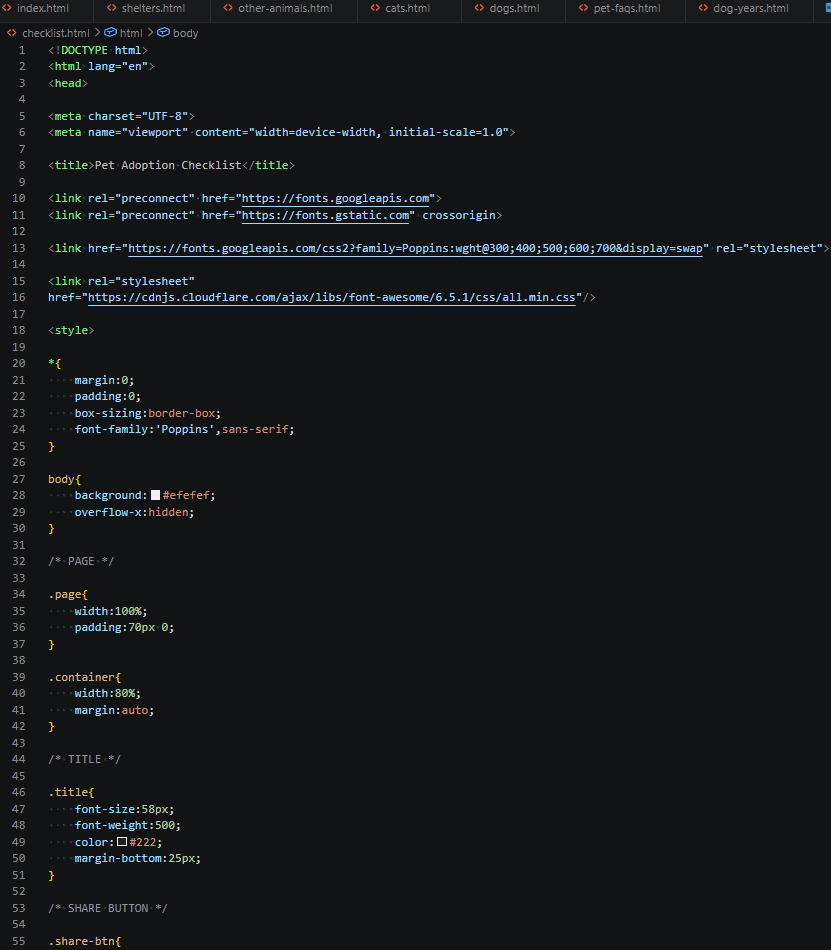 index.html shelters.html other-animals.html cats.html dogs.html pet-faqs.html dog-years.html
checklist.html > html > body
1 <!DOCTYPE html>
2 <html lang="en">
3 <head>
4
5 <meta charset="UTF-8">
6 <meta name="viewport" content="width=device-width, initial-scale=1.0">
7
8 <title>Pet Adoption Checklist</title>
9
10 <link rel="preconnect" href="https://fonts.googleapis.com">
11 <link rel="preconnect" href="https://fonts.gstatic.com" crossorigin>
12
13 <link href="https://fonts.googleapis.com/css2?family=Poppins:wght@300;400;500;600;700&display=swap" rel="stylesheet">
14
15 <link rel="stylesheet"
16 href="https://cdnjs.cloudflare.com/ajax/libs/font-awesome/6.5.1/css/all.min.css"/>
17
18 <style>
19
20 *{
21     margin:0;
22     padding:0;
23     box-sizing:border-box;
24     font-family:'Poppins',sans-serif;
25 }
26
27 body{
28     background:#efefef;
29     overflow-x:hidden;
30 }
31
32 /* PAGE */
33
34 .page{
35     width:100%;
36     padding:70px 0;
37 }
38
39 .container{
40     width:80%;
41     margin:auto;
42 }
43
44 /* TITLE */
45
46 .title{
47     font-size:58px;
48     font-weight:500;
49     color:#222;
50     margin-bottom:25px;
51 }
52
53 /* SHARE BUTTON */
54
55 .share-btn{